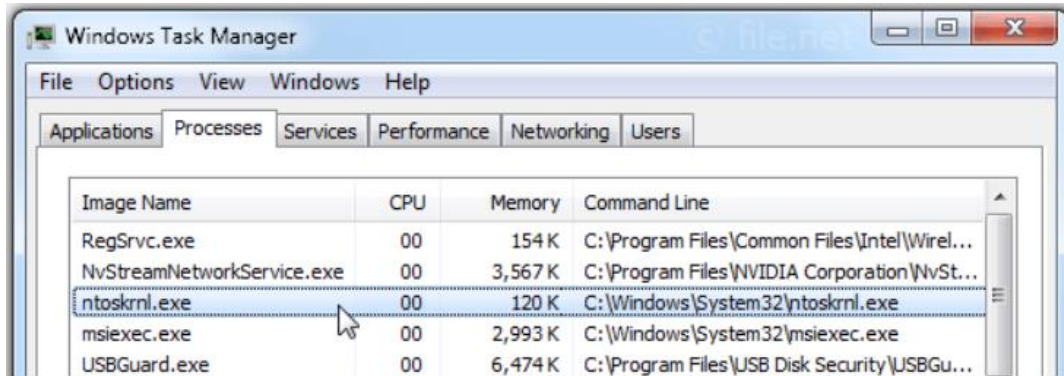 Windows Task Manager
© file.net
File Options View Windows Help
Applications Processes Services Performance Networking Users
Image Name CPU Memory Command Line
RegSrvc.exe 00 154 K C:\Program Files\Common Files\Intel\Wirel...
NvStreamNetworkService.exe 00 3,567 K C:\Program Files\NVIDIA Corporation\NvSt...
ntoskrnl.exe 00 120 K C:\Windows\System32\ntoskrnl.exe
msiexec.exe 00 2,993 K C:\Windows\System32\msiexec.exe
USBGuard.exe 00 6,474 K C:\Program Files\USB Disk Security\USBGu...